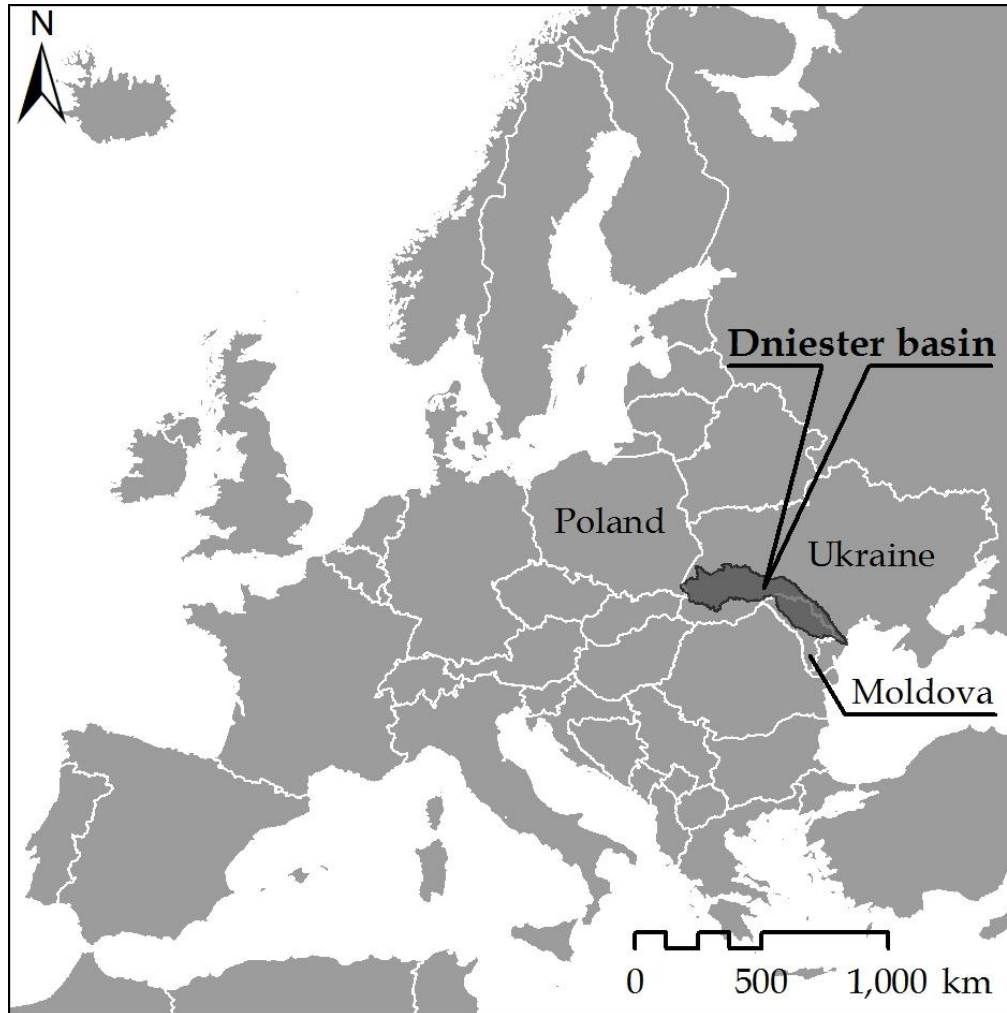 N
Dniester basin
Poland
Ukraine
Moldova
0 500 1,000 km